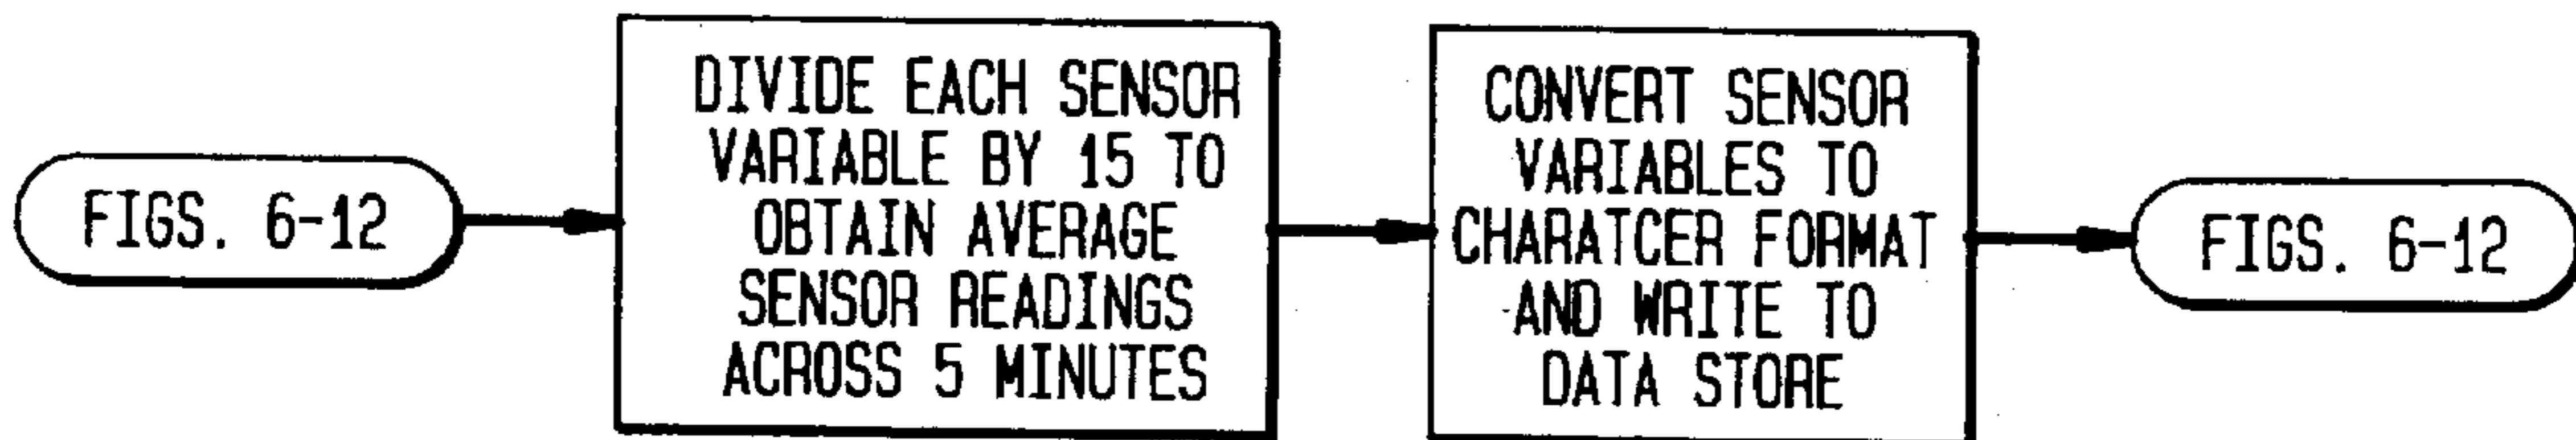 FIGS. 6-12
DIVIDE EACH SENSOR
VARIABLE BY 15 TO
OBTAIN AVERAGE
SENSOR READINGS
ACROSS 5 MINUTES
CONVERT SENSOR
VARIABLES TO
CHARATCER FORMAT
AND WRITE TO
DATA STORE
FIGS. 6-12